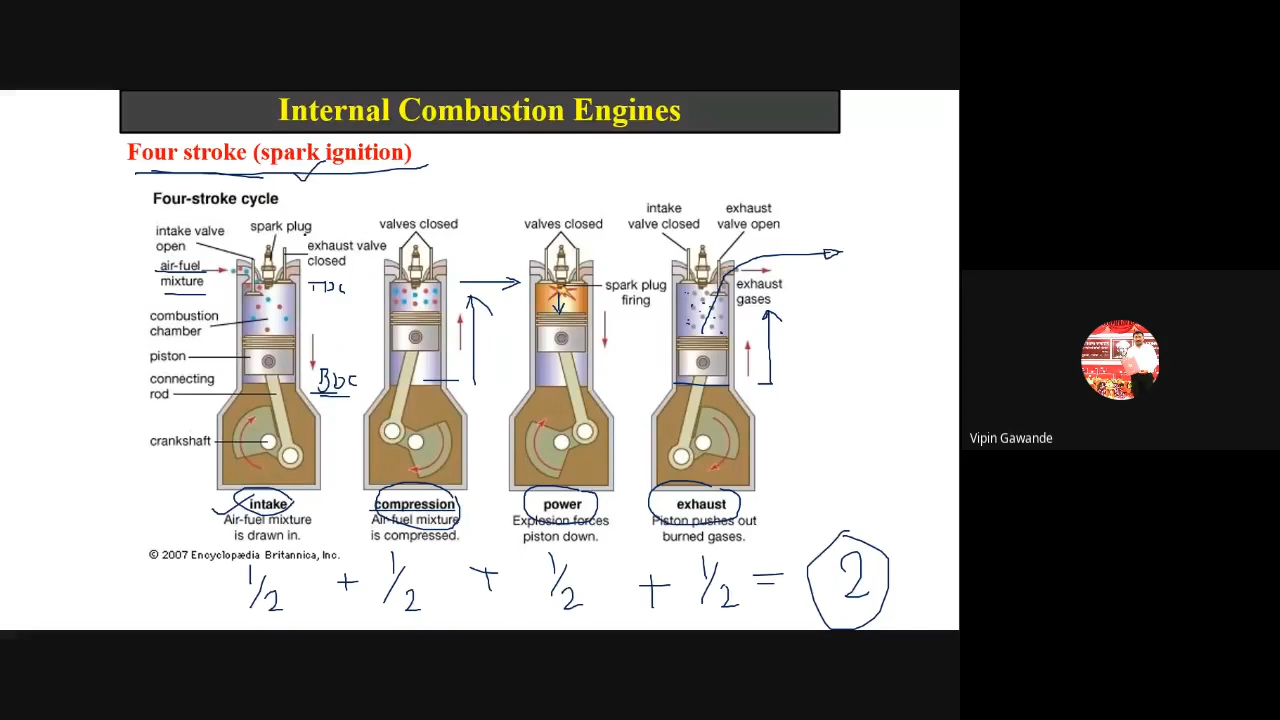 Internal Combustion Engines
Four stroke (spark ignition)
Four-stroke cycle
intake valve
open
spark plug
exhaust valve
closed
air-fuel
mixture
TDC
combustion
chamber
piston
connecting
rod
BDC
crankshaft
valves closed
valves closed
spark plug
firing
intake
valve closed
exhaust
valve open
exhaust
gases
intake
Air-fuel mixture
is drawn in.
compression
Air-fuel mixture
is compressed.
power
Explosion forces
piston down.
exhaust
Piston pushes out
burned gases.
© 2007 Encyclopædia Britannica, Inc.
1/2 + 1/2 + 1/2 + 1/2 = 2
Vipin Gawande